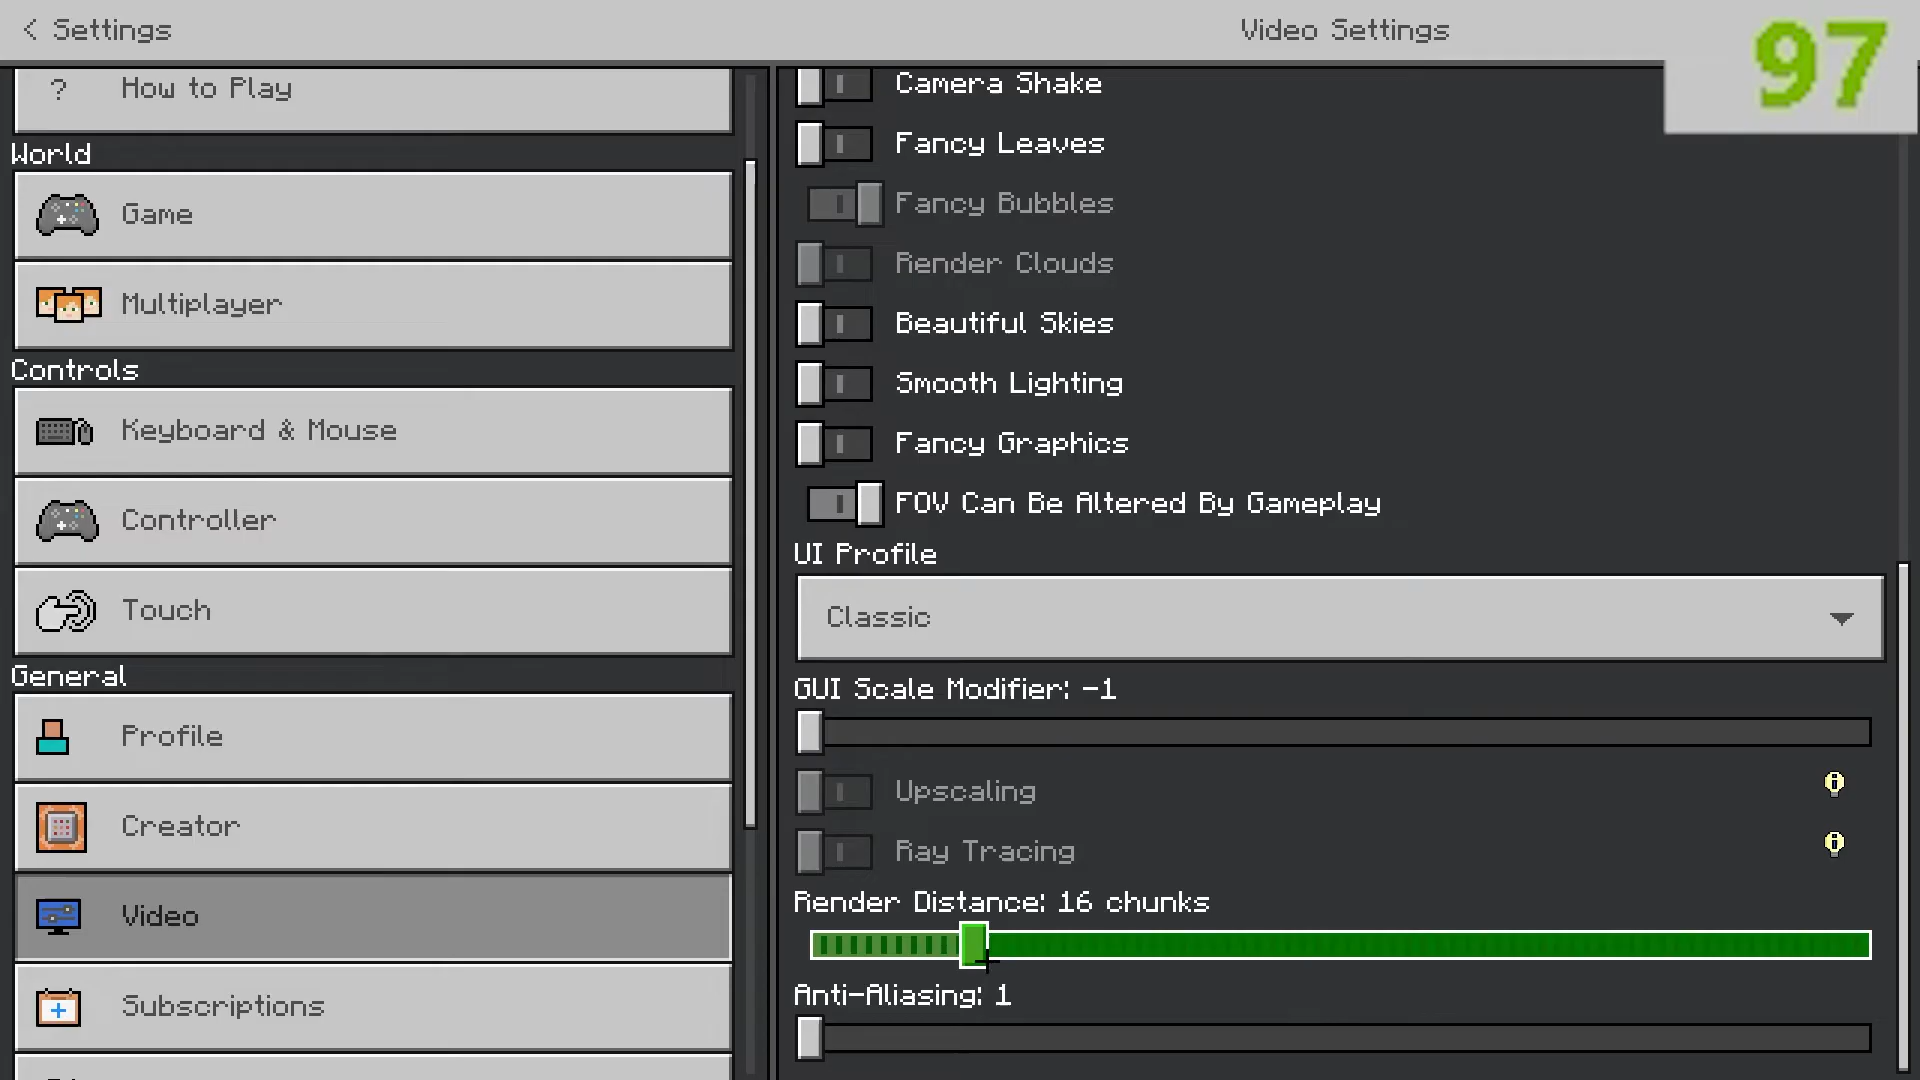 < Settings
Video Settings
97
? How to Play
World
Game
Multiplayer
Controls
Keyboard & Mouse
Controller
Touch
General
Profile
Creator
Video
Subscriptions
Camera Shake
Fancy Leaves
Fancy Bubbles
Render Clouds
Beautiful Skies
Smooth Lighting
Fancy Graphics
FOV Can Be Altered By Gameplay
UI Profile
Classic
GUI Scale Modifier: -1
Upscaling
Ray Tracing
Render Distance: 16 chunks
Anti-Aliasing: 1